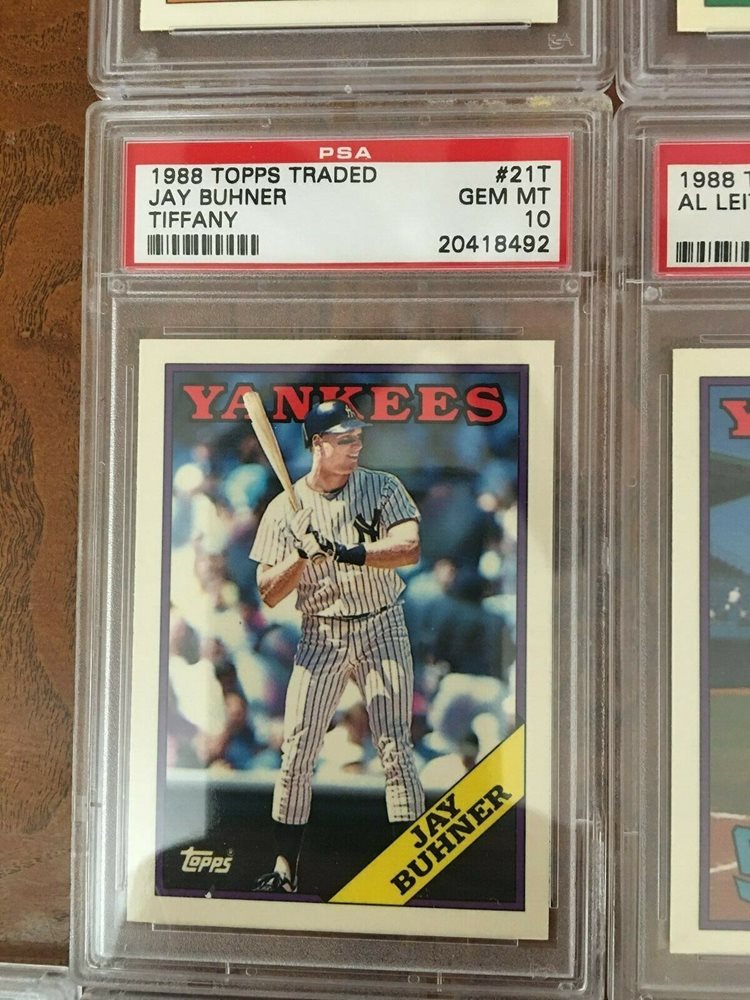 PSA
1988 TOPPS TRADED #21T
JAY BUHNER GEM MT
TIFFANY 10
20418492
1988 T
AL LEIT
YANKEES
NY
Y
topps
JAY
BUHNER